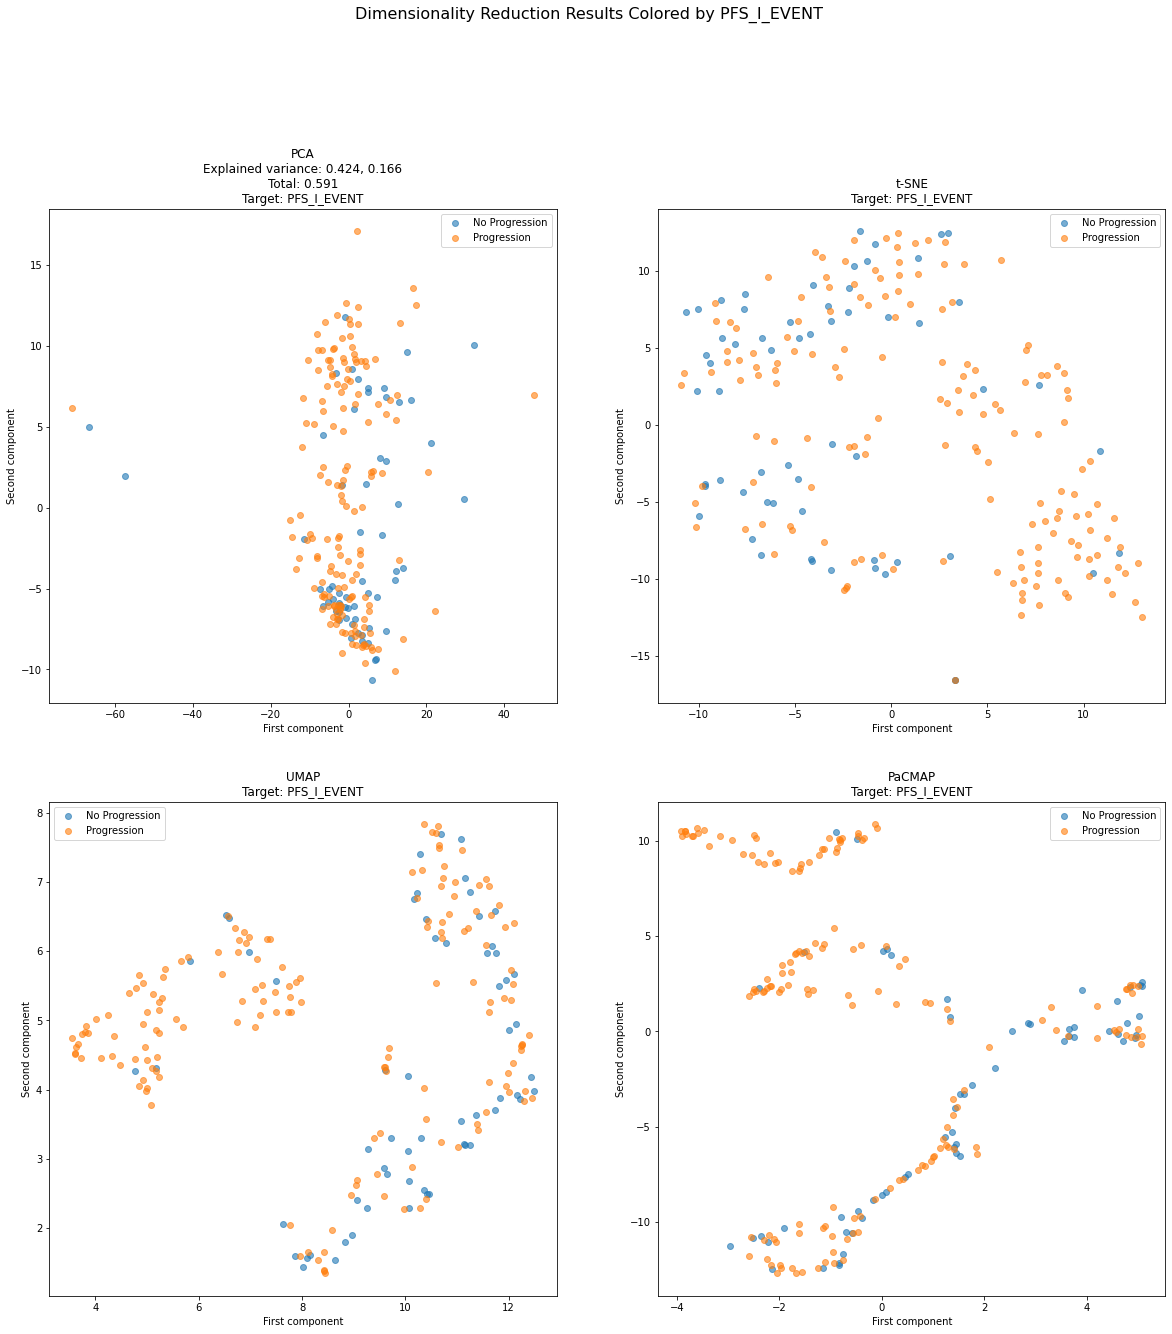 Dimensionality Reduction Results Colored by PFS_I_EVENT
PCA
Explained variance: 0.424, 0.166
Total: 0.591
Target: PFS_I_EVENT
No Progression
Progression
15
10
5
0
−5
−10
Second component
−60
−40
−20
0
20
40
First component
t-SNE
Target: PFS_I_EVENT
No Progression
Progression
10
5
0
−5
−10
−15
Second component
−10
−5
0
5
10
First component
UMAP
Target: PFS_I_EVENT
No Progression
Progression
8
7
6
5
4
3
2
Second component
4
6
8
10
12
First component
PaCMAP
Target: PFS_I_EVENT
No Progression
Progression
10
5
0
−5
−10
Second component
−4
−2
0
2
4
First component